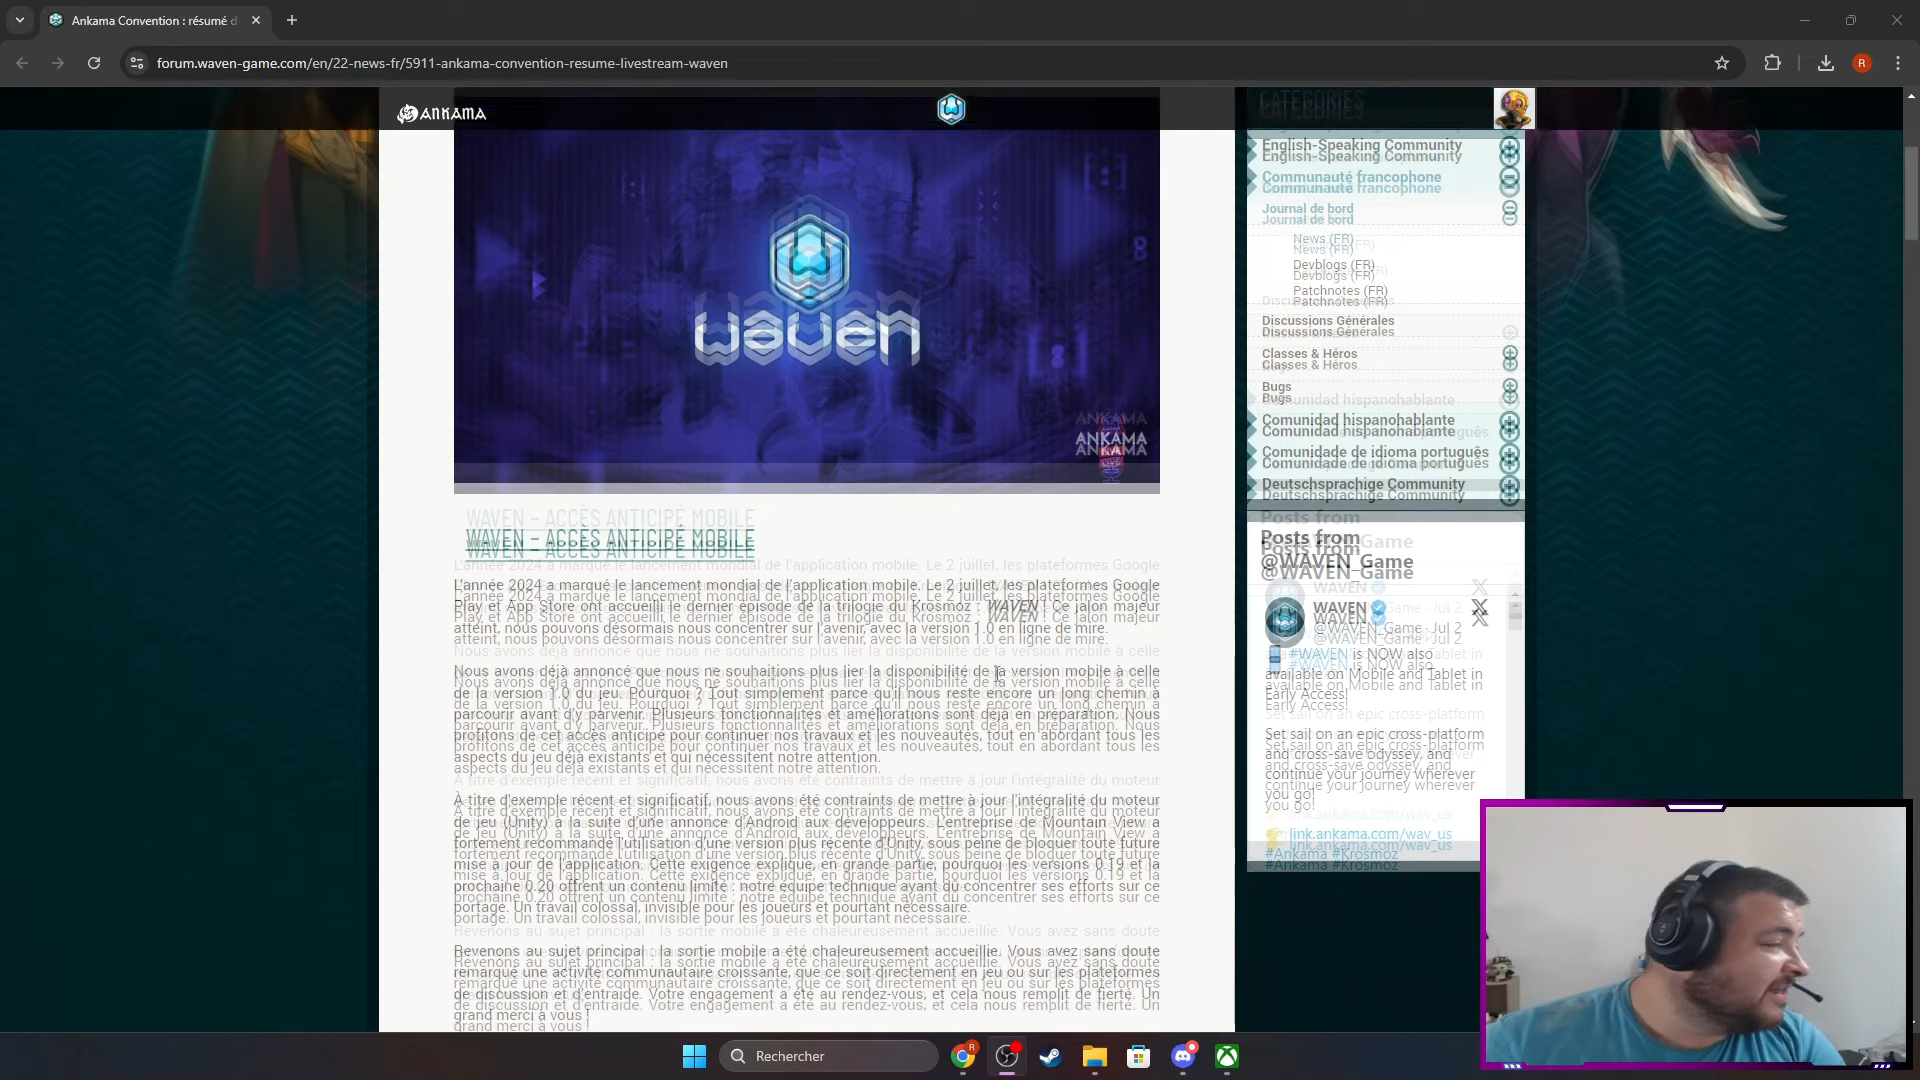 Ankama Convention : résumé d
forum.waven-game.com/en/22-news-fr/5911-ankama-convention-resume-livestream-waven
R
ANKAMA
waven
ANKAMA
WAVEN – ACCÈS ANTICIPÉ MOBILE
L'année 2024 a marqué le lancement mondial de l'application mobile. Le 2 juillet, les plateformes Google
Play et App Store ont accueilli le dernier épisode de la trilogie du Krosmoz : WAVEN ! Ce jalon majeur
atteint, nous pouvons désormais nous concentrer sur l'avenir, avec la version 1.0 en ligne de mire.
Nous avons déjà annoncé que nous ne souhaitions plus lier la disponibilité de la version mobile à celle
de la version 1.0 du jeu. Pourquoi ? Tout simplement parce qu'il nous reste encore un long chemin à
parcourir avant d'y parvenir. Plusieurs fonctionnalités et améliorations sont déjà en préparation. Nous
profitons de cet accès anticipé pour continuer nos travaux et les nouveautés, tout en abordant tous les
aspects du jeu déjà existants et qui nécessitent notre attention.
À titre d'exemple récent et significatif, nous avons été contraints de mettre à jour l'intégralité du moteur
de jeu (Unity) à la suite d'une annonce d'Android aux développeurs. L'entreprise de Mountain View a
fortement recommandé l'utilisation d'une version plus récente d'Unity, sous peine de bloquer toute future
mise à jour de l'application. Cette exigence explique, en grande partie, pourquoi les versions 0.19 et la
prochaine 0.20 offrent un contenu limité : notre équipe technique ayant dû concentrer ses efforts sur ce
portage. Un travail colossal, invisible pour les joueurs et pourtant nécessaire.
Revenons au sujet principal : la sortie mobile a été chaleureusement accueillie. Vous avez sans doute
remarqué une activité communautaire croissante, que ce soit directement en jeu ou sur les plateformes
de discussion et d'entraide. Votre engagement a été au rendez-vous, et cela nous remplit de fierté. Un
grand merci à vous !
CATEGORIES
English-Speaking Community
Communauté francophone
Journal de bord
News (FR)
Devblogs (FR)
Patchnotes (FR)
Discussions Générales
Classes & Héros
Bugs
Comunidad hispanohablante
Comunidade de idioma português
Deutschsprachige Community
Posts from
@WAVEN_Game
WAVEN
@WAVEN_Game · Jul 2
#WAVEN is NOW also
available on Mobile and Tablet in
Early Access!
Set sail on an epic cross-platform
and cross-save odyssey, and
continue your journey wherever
you go!
link.ankama.com/wav_us
#Ankama #Krosmoz
Rechercher
R